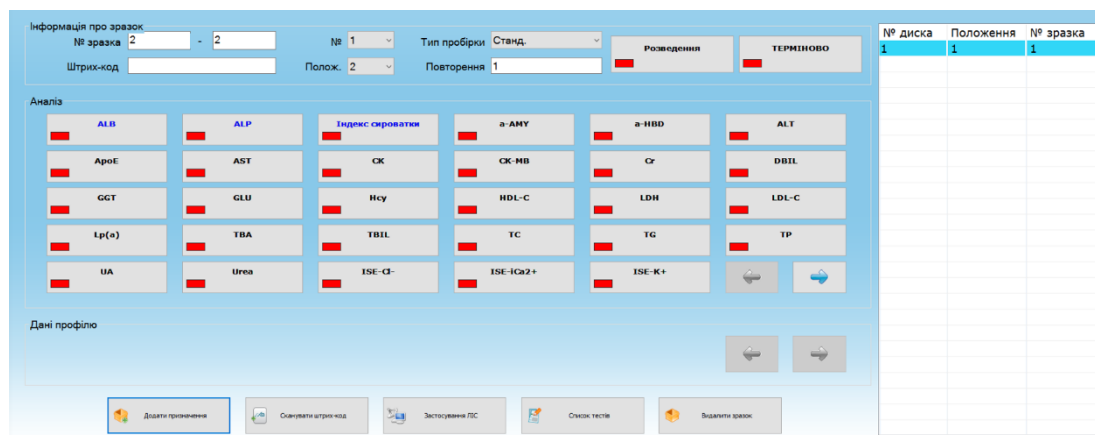 Інформація про зразок
№ зразка 2 - 2 № 1 Тип пробірки Станд. Розведення ТЕРМІНОВО
Штрих-код Полож. 2 Повторення 1
№ диска Положення № зразка
1 1 1
Аналіз
ALB ALP Індекс сироватки a-AMY a-HBD ALT
ApoE AST CK CK-MB Cr DBIL
GGT GLU Hcy HDL-C LDH LDL-C
Lp(a) TBA TBIL TC TG TP
UA Urea ISE-Cl- ISE-iCa2+ ISE-K+
Дані профілю
Додати призначення Сканувати штрих-код Застосування ЛІС Список тестів Видалити зразок